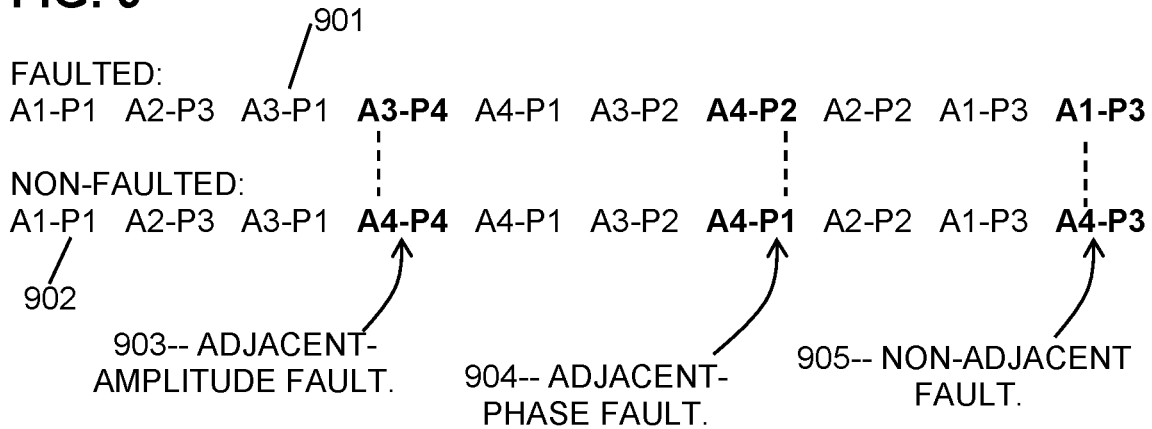 901
FAULTED:
A1-P1 A2-P3 A3-P1 A3-P4 A4-P1 A3-P2 A4-P2 A2-P2 A1-P3 A1-P3
NON-FAULTED:
A1-P1 A2-P3 A3-P1 A4-P4 A4-P1 A3-P2 A4-P1 A2-P2 A1-P3 A4-P3
902
903-- ADJACENT-
AMPLITUDE FAULT.
904-- ADJACENT-
PHASE FAULT.
905-- NON-ADJACENT
FAULT.